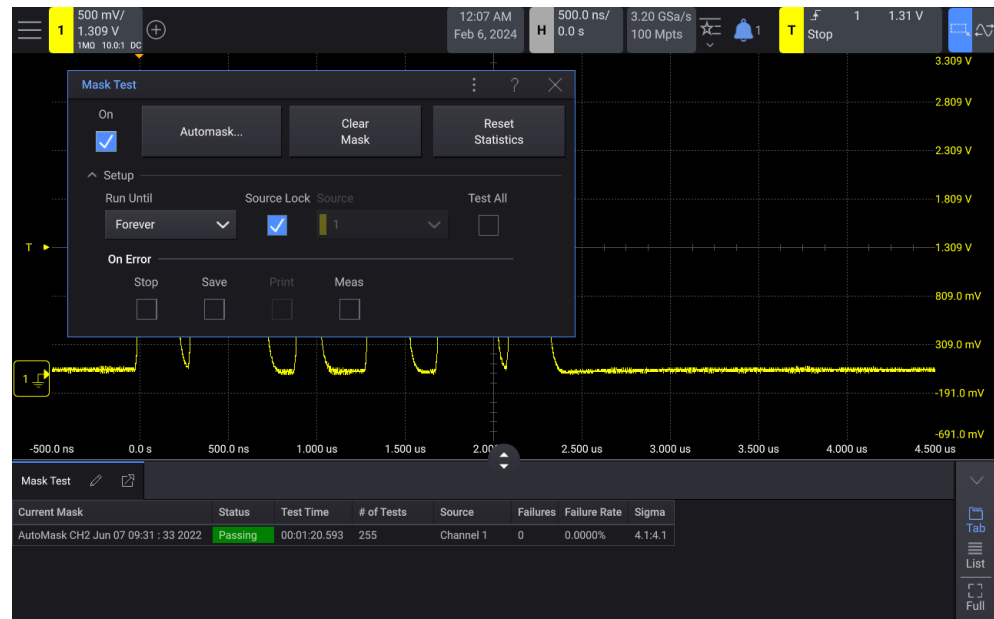 1
500 mV/
1.309 V
1MΩ 10.0:1 DC
12:07 AM
Feb 6, 2024
H
500.0 ns/
0.0 s
3.20 GSa/s
100 Mpts
1
T
1
1.31 V
Stop
3.309 V
2.809 V
2.309 V
1.809 V
T
1.309 V
809.0 mV
309.0 mV
-191.0 mV
-691.0 mV
Mask Test
?
On
Automask...
Clear
Mask
Reset
Statistics
Setup
Run Until
Source Lock
Source
Test All
Forever
1
On Error
Stop
Save
Print
Meas
1
-500.0 ns
0.0 s
500.0 ns
1.000 us
1.500 us
2.00
2.500 us
3.000 us
3.500 us
4.000 us
4.500 us
Mask Test
Current Mask
Status
Test Time
# of Tests
Source
Failures
Failure Rate
Sigma
AutoMask CH2 Jun 07 09:31 : 33 2022
Passing
00:01:20.593
255
Channel 1
0
0.0000%
4.1:4.1
Tab
List
Full